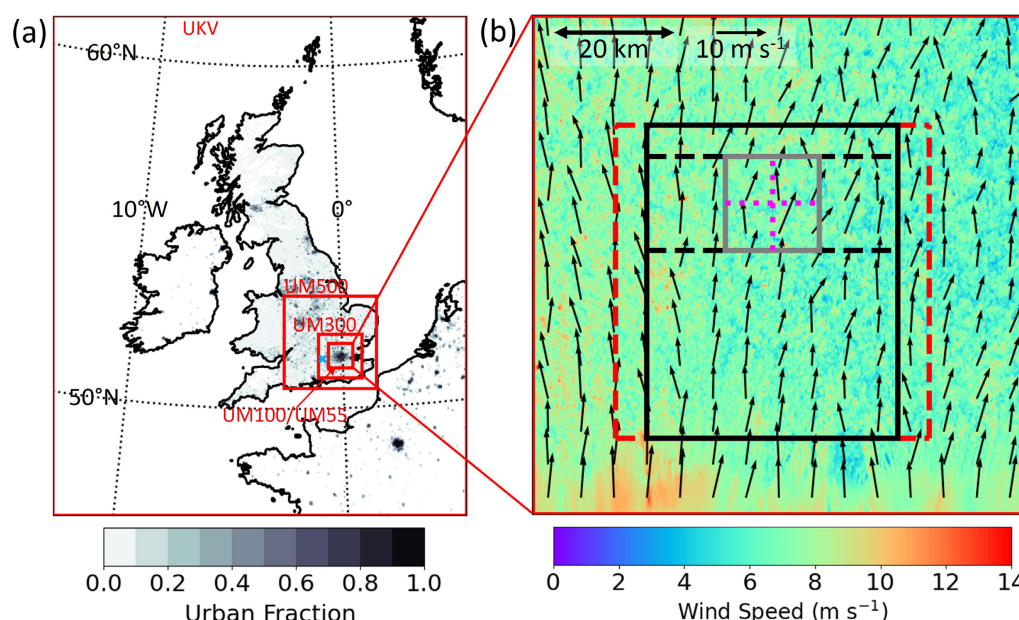 (a)
UKV
60°N
10°W
0°
UM500
UM300
50°N
UM100/UM55
0.0 0.2 0.4 0.6 0.8 1.0
Urban Fraction
(b)
20 km
10 m s⁻¹
0 2 4 6 8 10 12 14
Wind Speed (m s⁻¹)